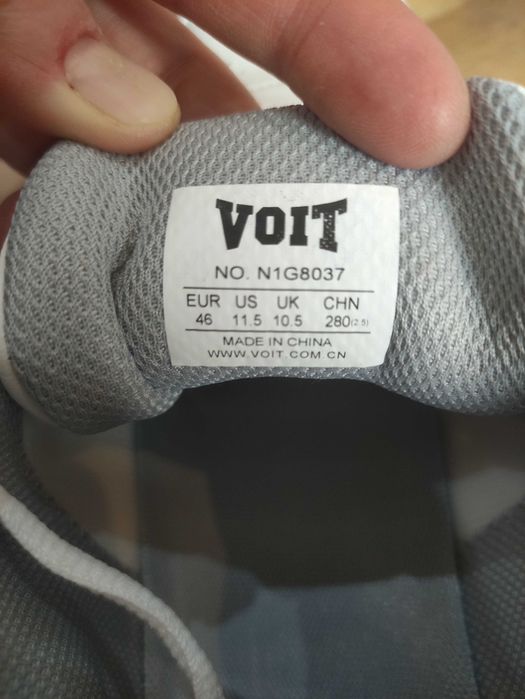 VOIT
NO. N1G8037
EUR US UK CHN
46 11.5 10.5 280(2.5)
MADE IN CHINA
WWW.VOIT.COM.CN